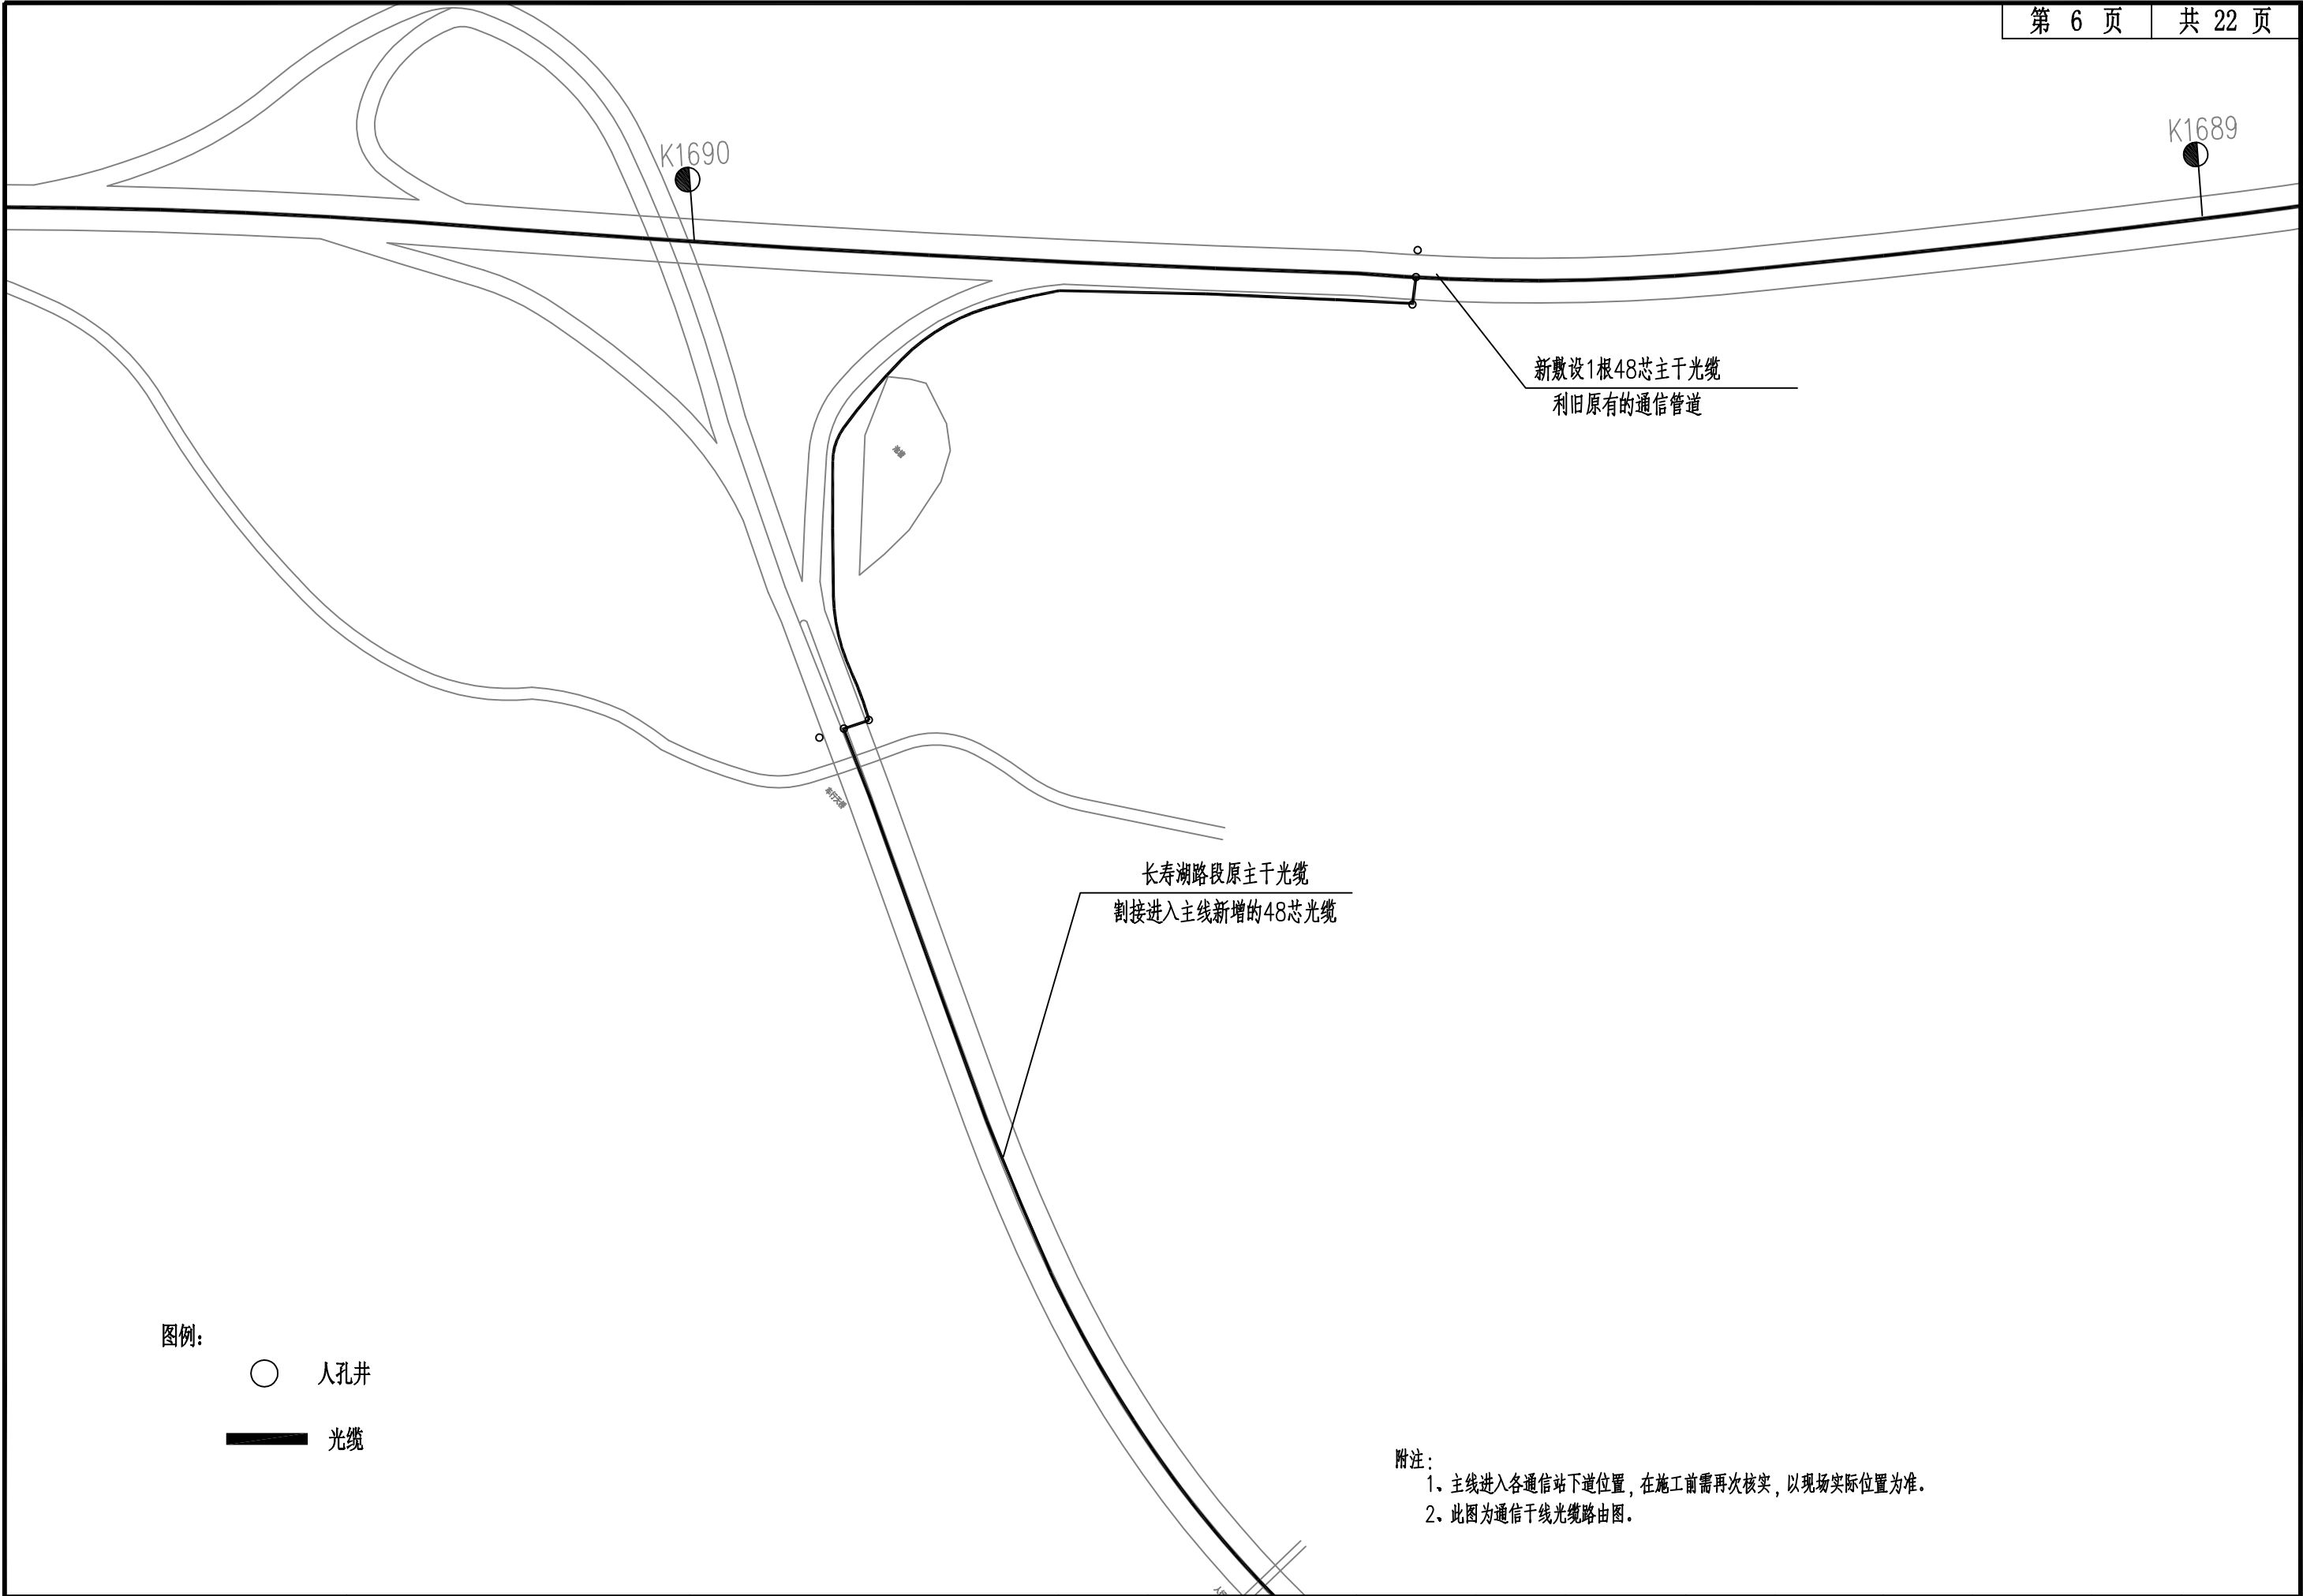 第 6 页 共 22 页
K1690
K1689
新敷设1根48芯主干光缆
利旧原有的通信管道
车行天桥
长寿湖路段原主干光缆
割接进入主线新增的48芯光缆
图例：
人孔井
光缆
附注：
1、主线进入各通信站下道位置，在施工前需再次核实，以现场实际位置为准。
2、此图为通信干线光缆路由图。